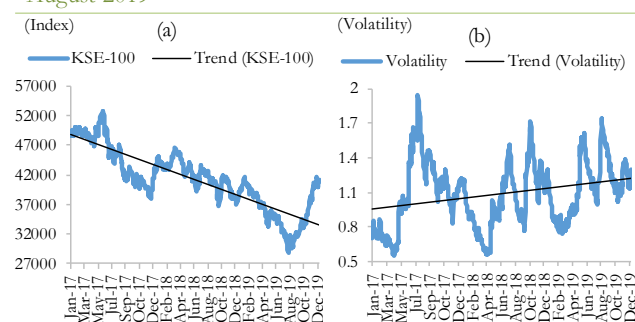 August 2019
(Index)
(a)
KSE-100
Trend (KSE-100)
57000
52000
47000
42000
37000
32000
27000
Jan-17
Mar-17
May-17
Jul-17
Sep-17
Oct-17
Dec-17
Feb-18
Apr-18
Jun-18
Aug-18
Oct-18
Dec-18
Feb-19
Apr-19
Jun-19
Aug-19
Oct-19
Dec-19
(Volatility)
(b)
Volatility
Trend (Volatility)
2
1.7
1.4
1.1
0.8
0.5
Jan-17
Mar-17
May-17
Jul-17
Sep-17
Oct-17
Dec-17
Feb-18
Apr-18
Jun-18
Aug-18
Oct-18
Dec-18
Feb-19
Apr-19
Jun-19
Aug-19
Oct-19
Dec-19